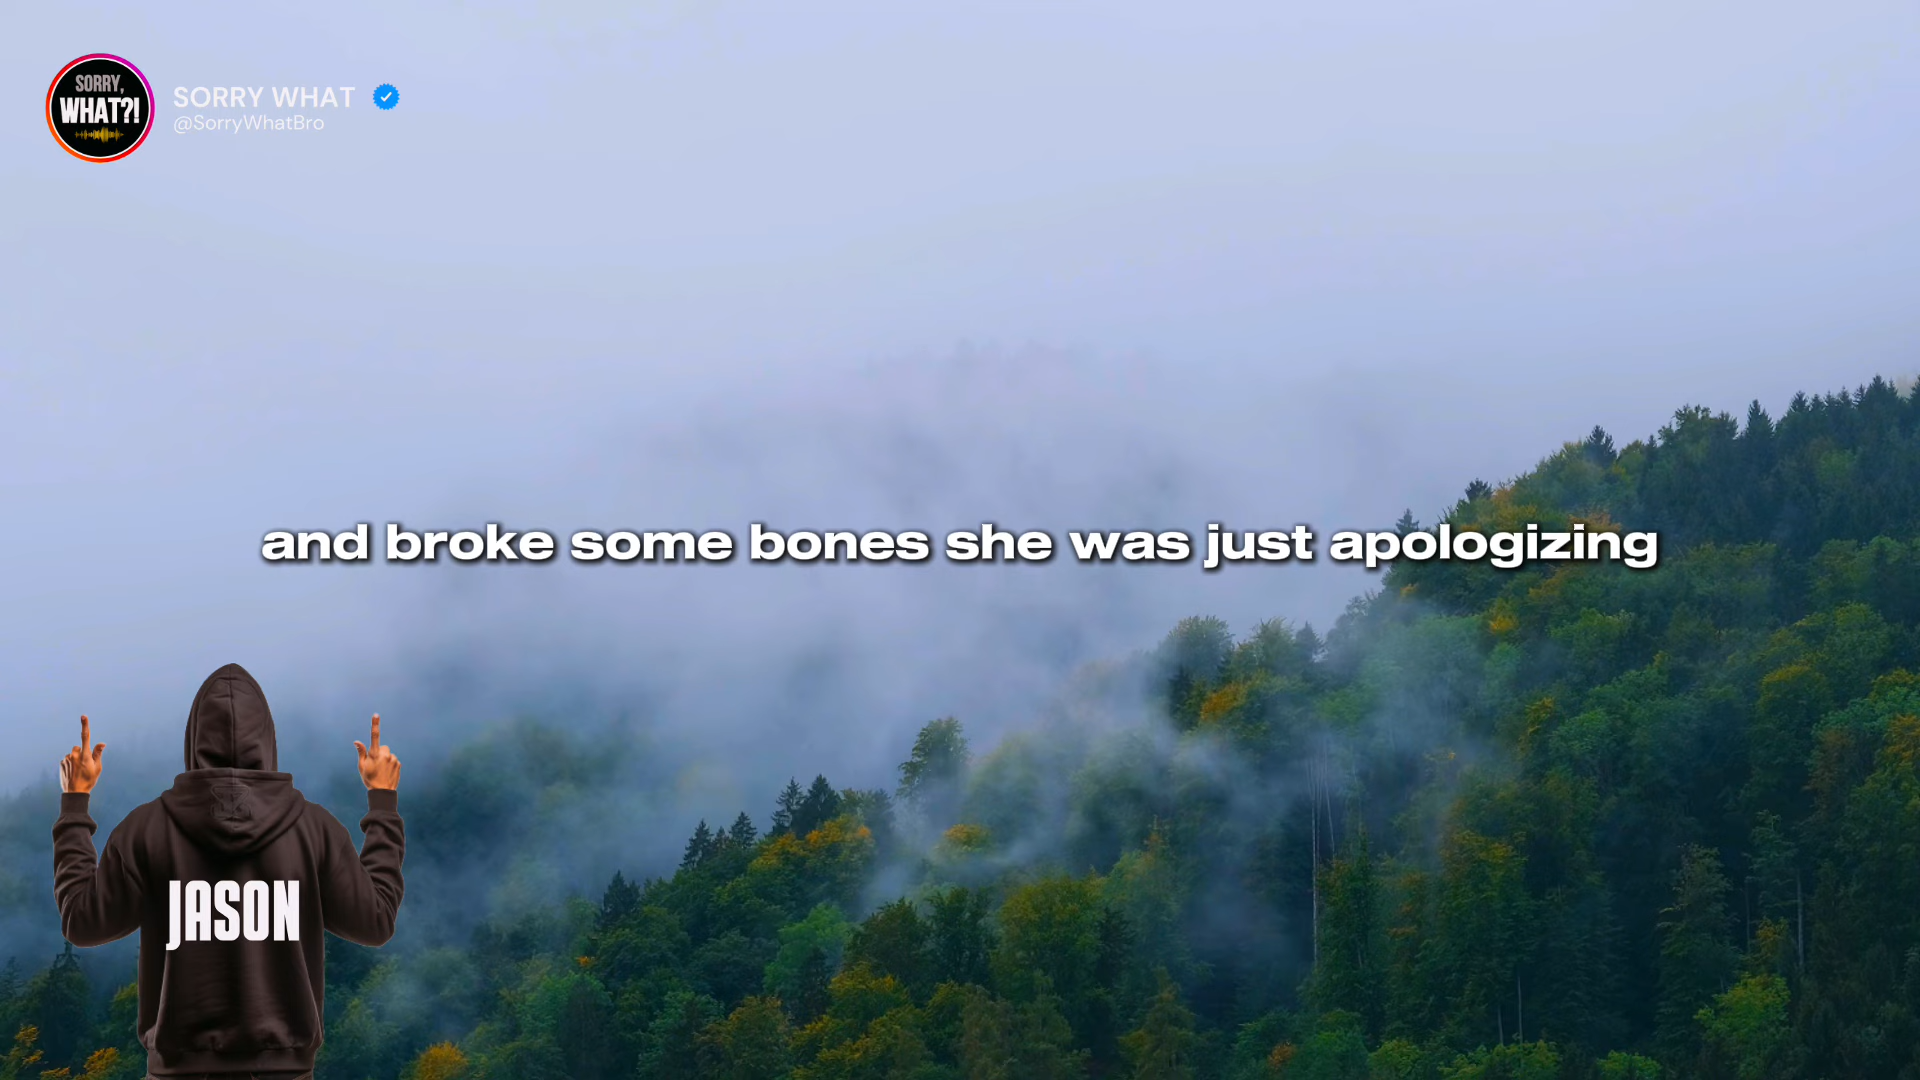 SORRY,
WHAT?!
SORRY WHAT
@SorryWhatBro
and broke some bones she was just apologizing
JASON